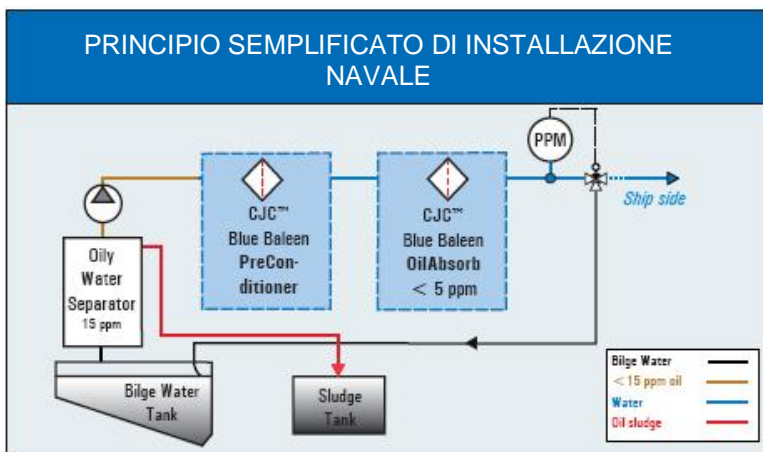 PRINCIPIO SEMPLIFICATO DI INSTALLAZIONE
NAVALE
PPM
CJC™
Blue Baleen
PreCon-
ditioner
CJC™
Blue Baleen
OilAbsorb
< 5 ppm
Ship side
Oily
Water
Separator
15 ppm
Bilge Water
Tank
Sludge
Tank
Bilge Water
<15 ppm oil
Water
Oil sludge